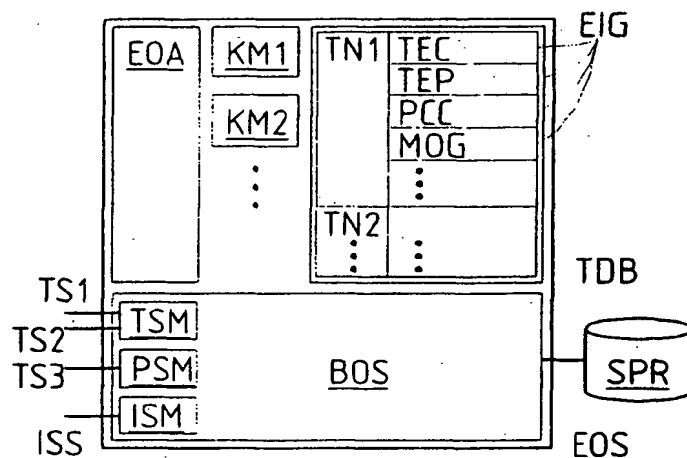 EOA KM1 TN1 TEC EIG
TEP
KM2 PCC
MOG
TN2
TDB
TS1
TSM
TS2
TS3 PSM BOS SPR
ISM
ISS EOS